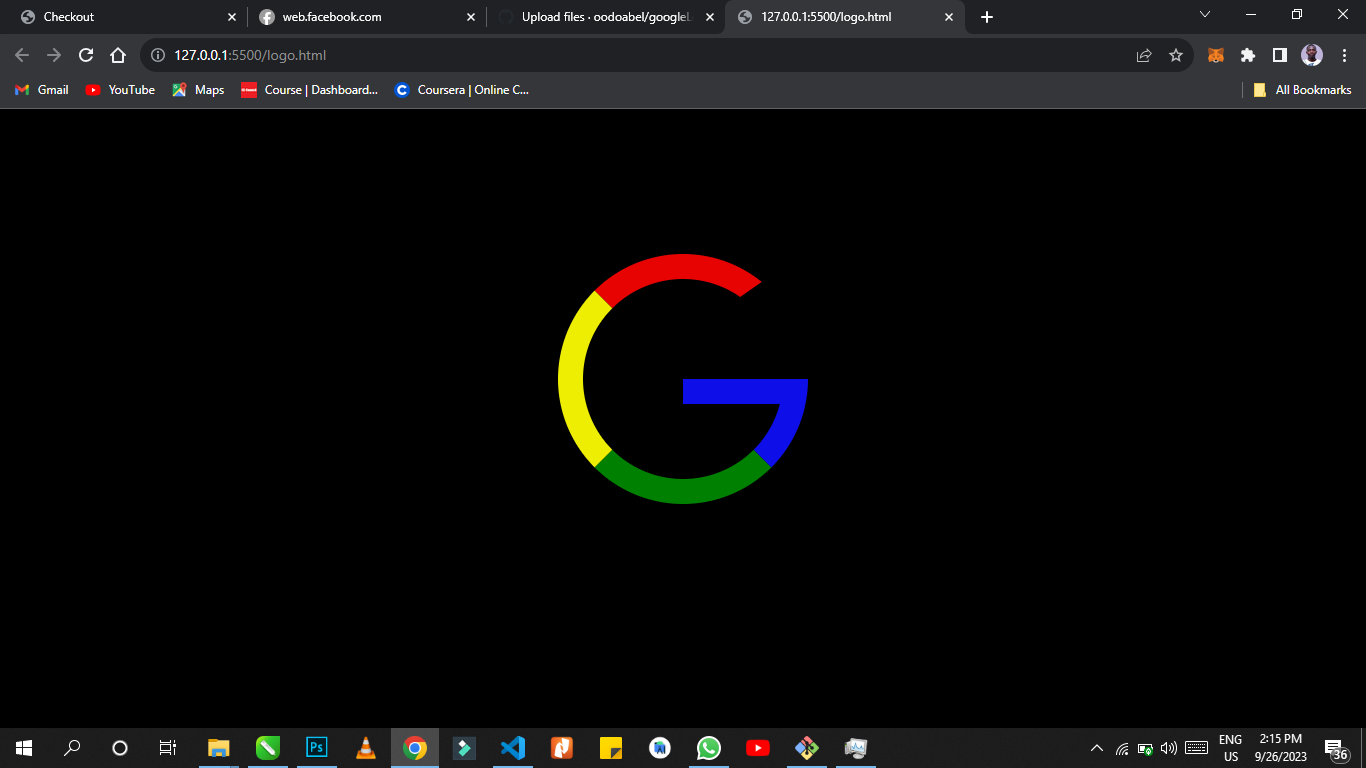 Checkout
web.facebook.com
Upload files · oodoabel/googleL
127.0.0.1:5500/logo.html
127.0.0.1:5500/logo.html
Gmail
YouTube
Maps
Course | Dashboard...
Coursera | Online C...
All Bookmarks
G
Ps
ENG
US
2:15 PM
9/26/2023
36